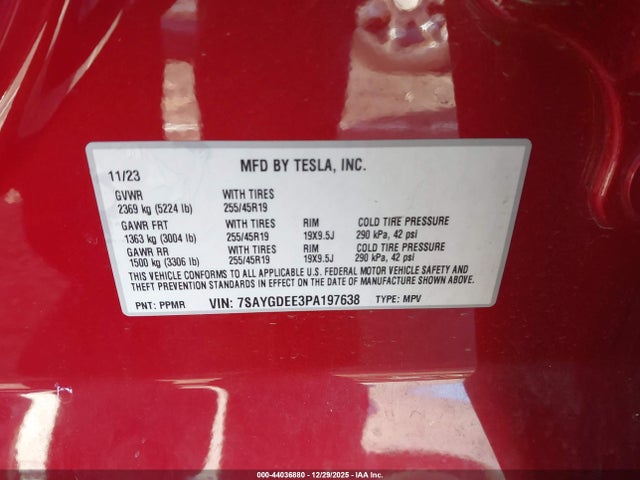 11/23 MFD BY TESLA, INC.
GVWR WITH TIRES
2369 kg (5224 lb) 255/45R19
GAWR FRT WITH TIRES RIM COLD TIRE PRESSURE
1363 kg (3004 lb) 255/45R19 19X9.5J 290 kPa, 42 psi
GAWR RR WITH TIRES RIM COLD TIRE PRESSURE
1500 kg (3306 lb) 255/45R19 19X9.5J 290 kPa, 42 psi
THIS VEHICLE CONFORMS TO ALL APPLICABLE U.S. FEDERAL MOTOR VEHICLE SAFETY AND
THEFT PREVENTION STANDARDS IN EFFECT ON THE DATE OF MANUFACTURE SHOWN ABOVE.
PNT: PPMR VIN: 7SAYGDEE3PA197638 TYPE: MPV
000-44036880 - 12/29/2025 - IAA Inc.